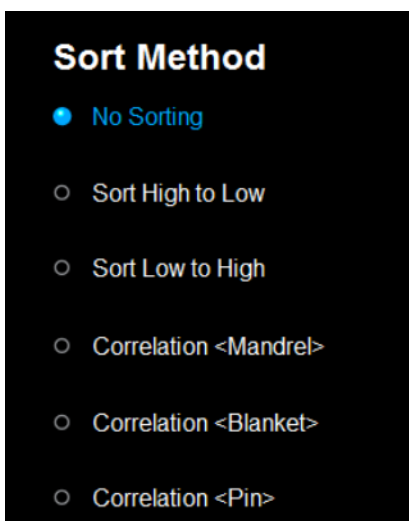 Sort Method
No Sorting
Sort High to Low
Sort Low to High
Correlation <Mandrel>
Correlation <Blanket>
Correlation <Pin>